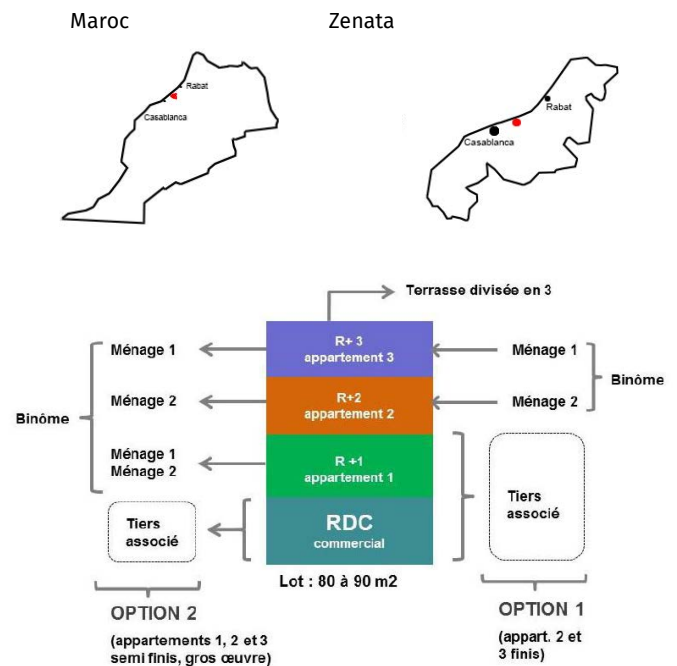 Maroc
Zenata
Rabat
Casablanca
Rabat
Casablanca
Terrasse divisée en 3
Binôme
Ménage 1
Ménage 2
Ménage 1
Ménage 2
Tiers
associé
R+ 3
appartement 3
R+2
appartement 2
R +1
appartement 1
RDC
commercial
Lot : 80 à 90 m2
Ménage 1
Ménage 2
Binôme
Tiers
associé
OPTION 2
(appartements 1, 2 et 3
semi finis, gros œuvre)
OPTION 1
(appart. 2 et
3 finis)